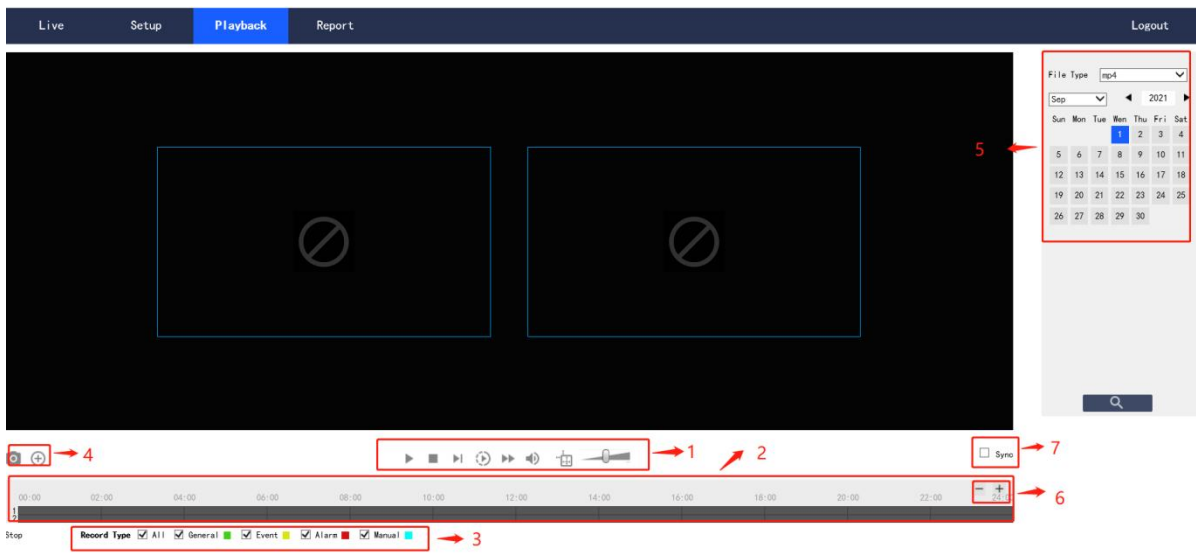 Live Setup Playback Report Logout
File Type mp4
Sep 2021
Sun Mon Tue Wen Thu Fri Sat
1 2 3 4
5 6 7 8 9 10 11
12 13 14 15 16 17 18
19 20 21 22 23 24 25
26 27 28 29 30
5
4
1
2
Sync
7
00:00 02:00 04:00 06:00 08:00 10:00 12:00 14:00 16:00 18:00 20:00 22:00
6
1
2
Stop
Record Type All General Event Alarm Manual
3